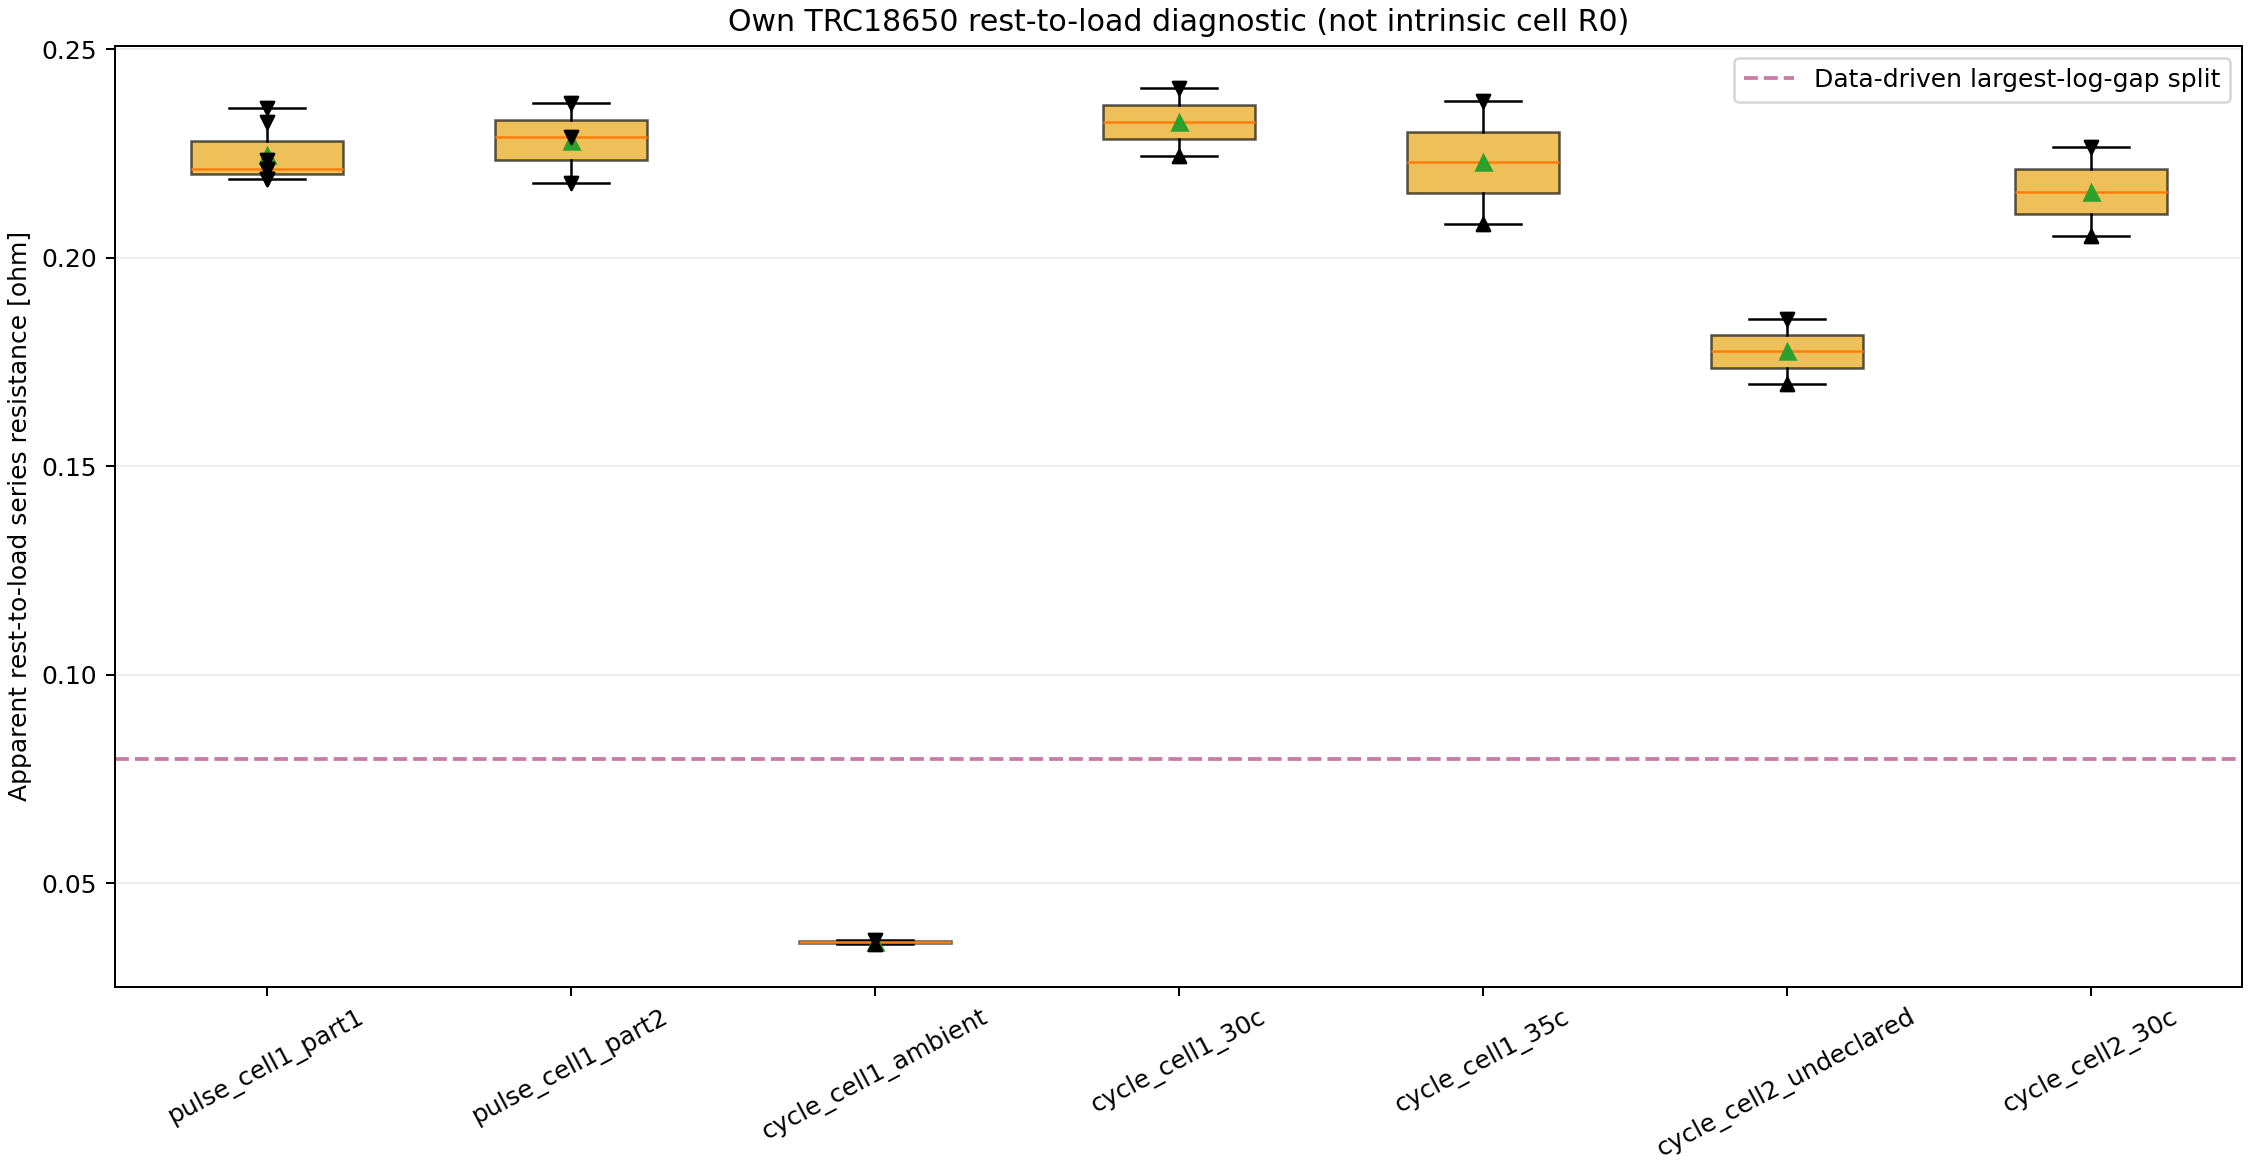 Own TRC18650 rest-to-load diagnostic (not intrinsic cell R0)
Data-driven largest-log-gap split
Apparent rest-to-load series resistance [ohm]
0.25
0.20
0.15
0.10
0.05
pulse_cell1_part1
pulse_cell1_part2
cycle_cell1_ambient
cycle_cell1_30c
cycle_cell1_35c
cycle_cell2_undeclared
cycle_cell2_30c